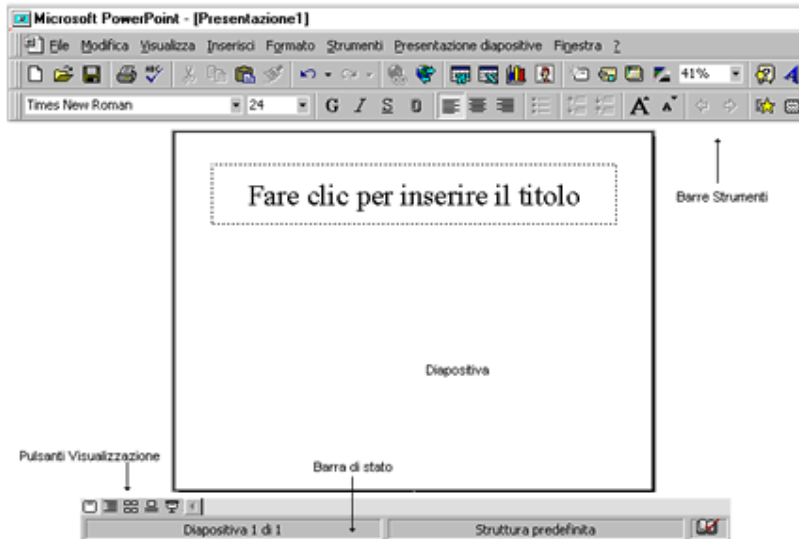 Microsoft PowerPoint - [Presentazione1]
File Modifica Visualizza Inserisci Formato Strumenti Presentazione diapositive Finestra ?
41%
Times New Roman 24 G I S
Fare clic per inserire il titolo
Barre Strumenti
Diapositiva
Pulsanti Visualizzazione
Barra di stato
Diapositiva 1 di 1 Struttura predefinita